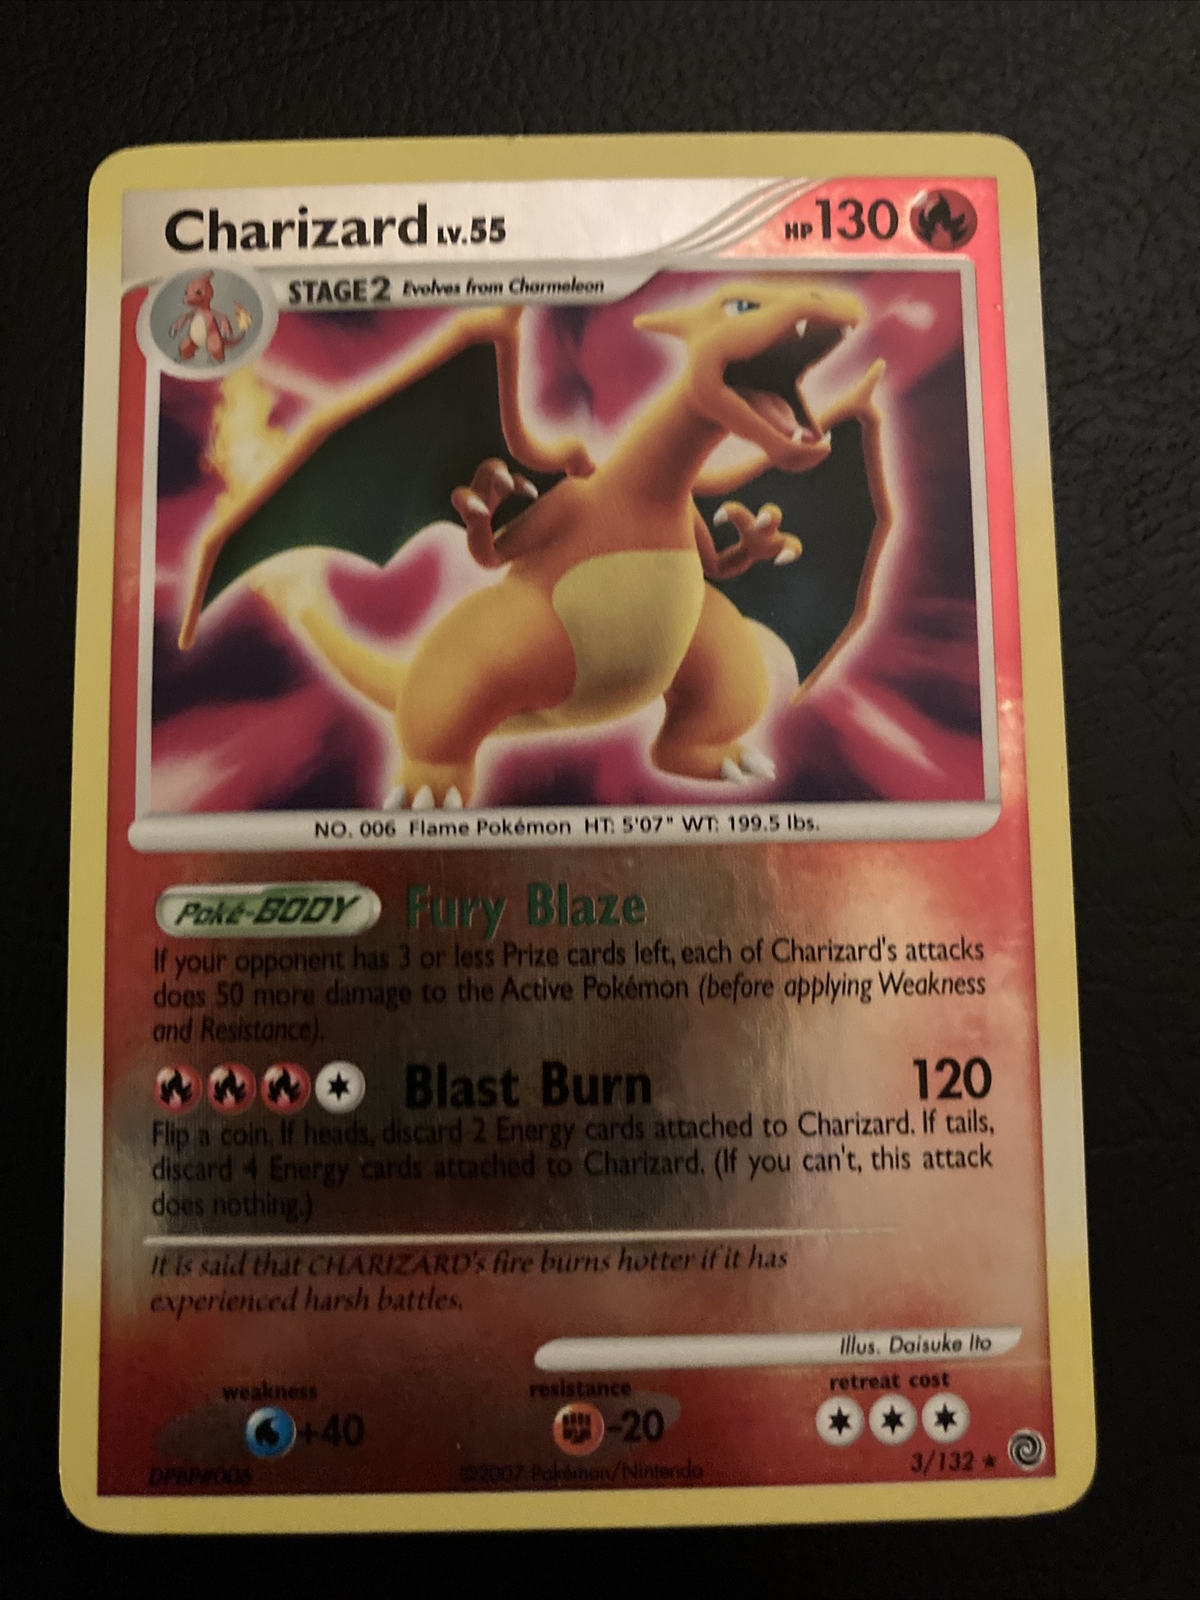 Charizard LV.55
HP 130
STAGE 2 Evolves from Charmeleon
NO. 006 Flame Pokémon HT: 5'07" WT: 199.5 lbs.
Poké-BODY Fury Blaze
If your opponent has 3 or less Prize cards left, each of Charizard's attacks
does 50 more damage to the Active Pokémon (before applying Weakness
and Resistance).
Blast Burn 120
Flip a coin. If heads, discard 2 Energy cards attached to Charizard. If tails,
discard 4 Energy cards attached to Charizard. (If you can't, this attack
does nothing.)
It is said that CHARIZARD's fire burns hotter if it has
experienced harsh battles.
Illus. Daisuke Ito
weakness resistance retreat cost
+40 -20
DPBP#006 ©2007 Pokémon/Nintendo 3/132 ★